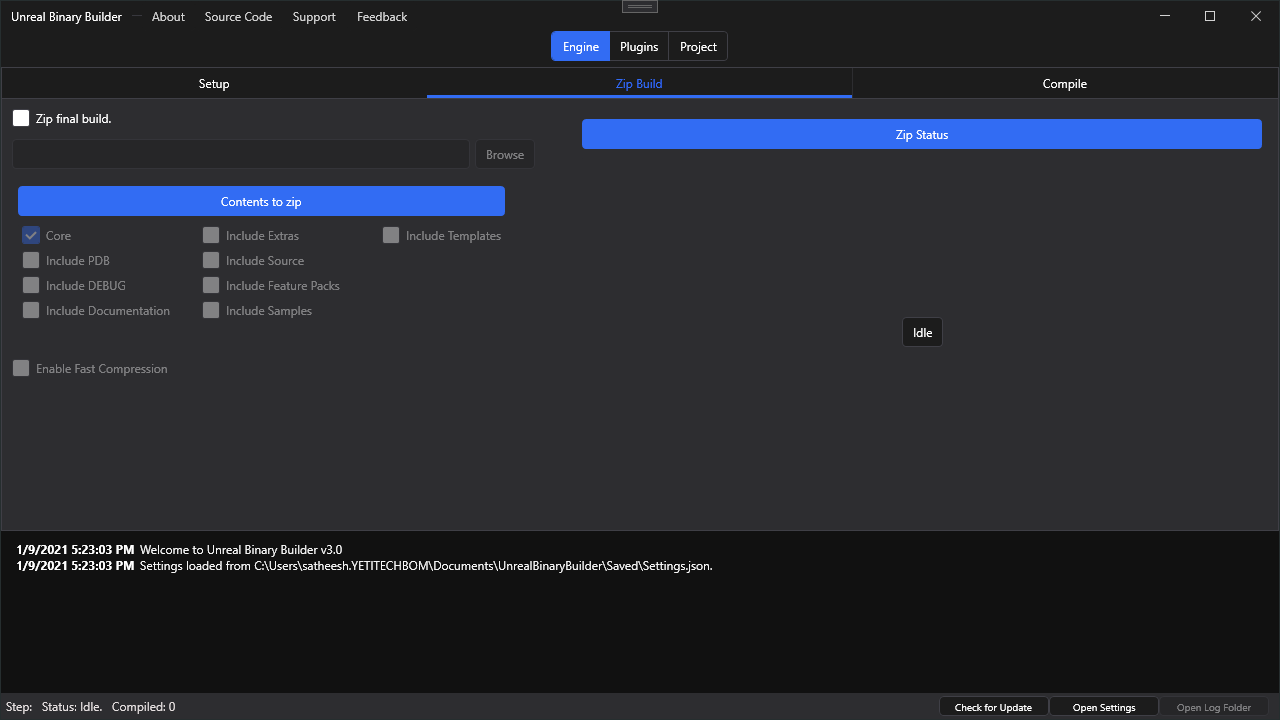 Unreal Binary Builder — About Source Code Support Feedback
Engine Plugins Project
Setup Zip Build Compile
Zip final build.
Browse
Zip Status
Contents to zip
Core Include Extras Include Templates
Include PDB Include Source
Include DEBUG Include Feature Packs
Include Documentation Include Samples
Idle
Enable Fast Compression
1/9/2021 5:23:03 PM Welcome to Unreal Binary Builder v3.0
1/9/2021 5:23:03 PM Settings loaded from C:\Users\satheesh.YETITECHBOM\Documents\UnrealBinaryBuilder\Saved\Settings.json.
Step: Status: Idle. Compiled: 0 Check for Update Open Settings Open Log Folder